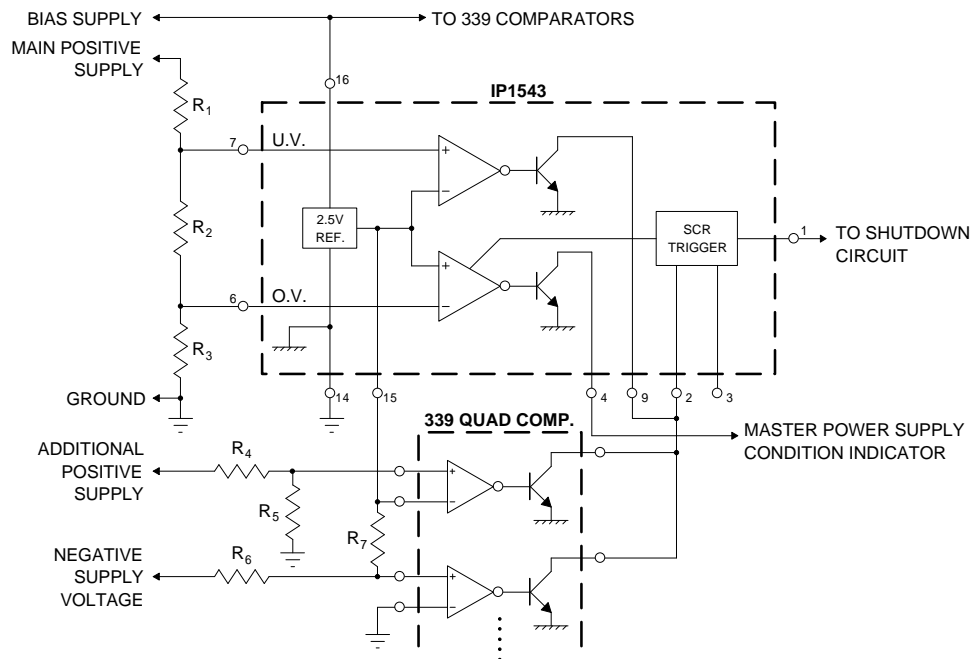 BIAS SUPPLY
TO 339 COMPARATORS
MAIN POSITIVE
SUPPLY
16
IP1543
R1
7
U.V.
+
−
R2
2.5V
REF.
SCR
TRIGGER
1
TO SHUTDOWN
CIRCUIT
+
−
6
O.V.
R3
GROUND
14
15
4
9
2
3
339 QUAD COMP.
MASTER POWER SUPPLY
CONDITION INDICATOR
ADDITIONAL
POSITIVE
SUPPLY
R4
+
−
R5
R7
NEGATIVE
SUPPLY
VOLTAGE
R6
+
−